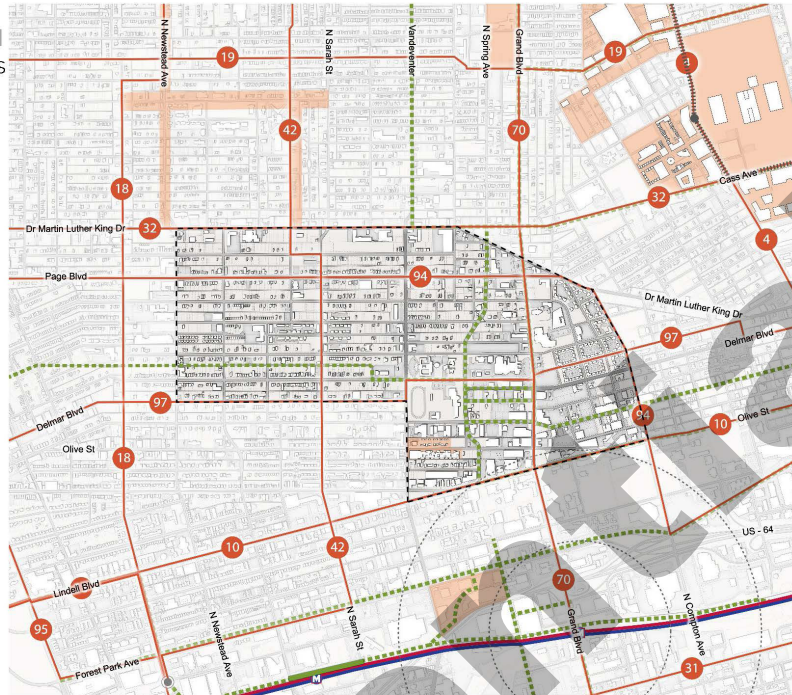 N Newstead Ave
N Sarah St
Vandeventer
N Spring Ave
Grand Blvd
19
19
42
70
18
32
Cass Ave
32
Dr Martin Luther King Dr
4
Page Blvd
94
Dr Martin Luther King Dr
97
Delmar Blvd
97
Delmar Blvd
94
10
Olive St
Olive St
18
US - 64
10
42
70
Lindell Blvd
95
N Newstead Ave
N Sarah St
Grand Blvd
N Compton Ave
Forest Park Ave
31
M